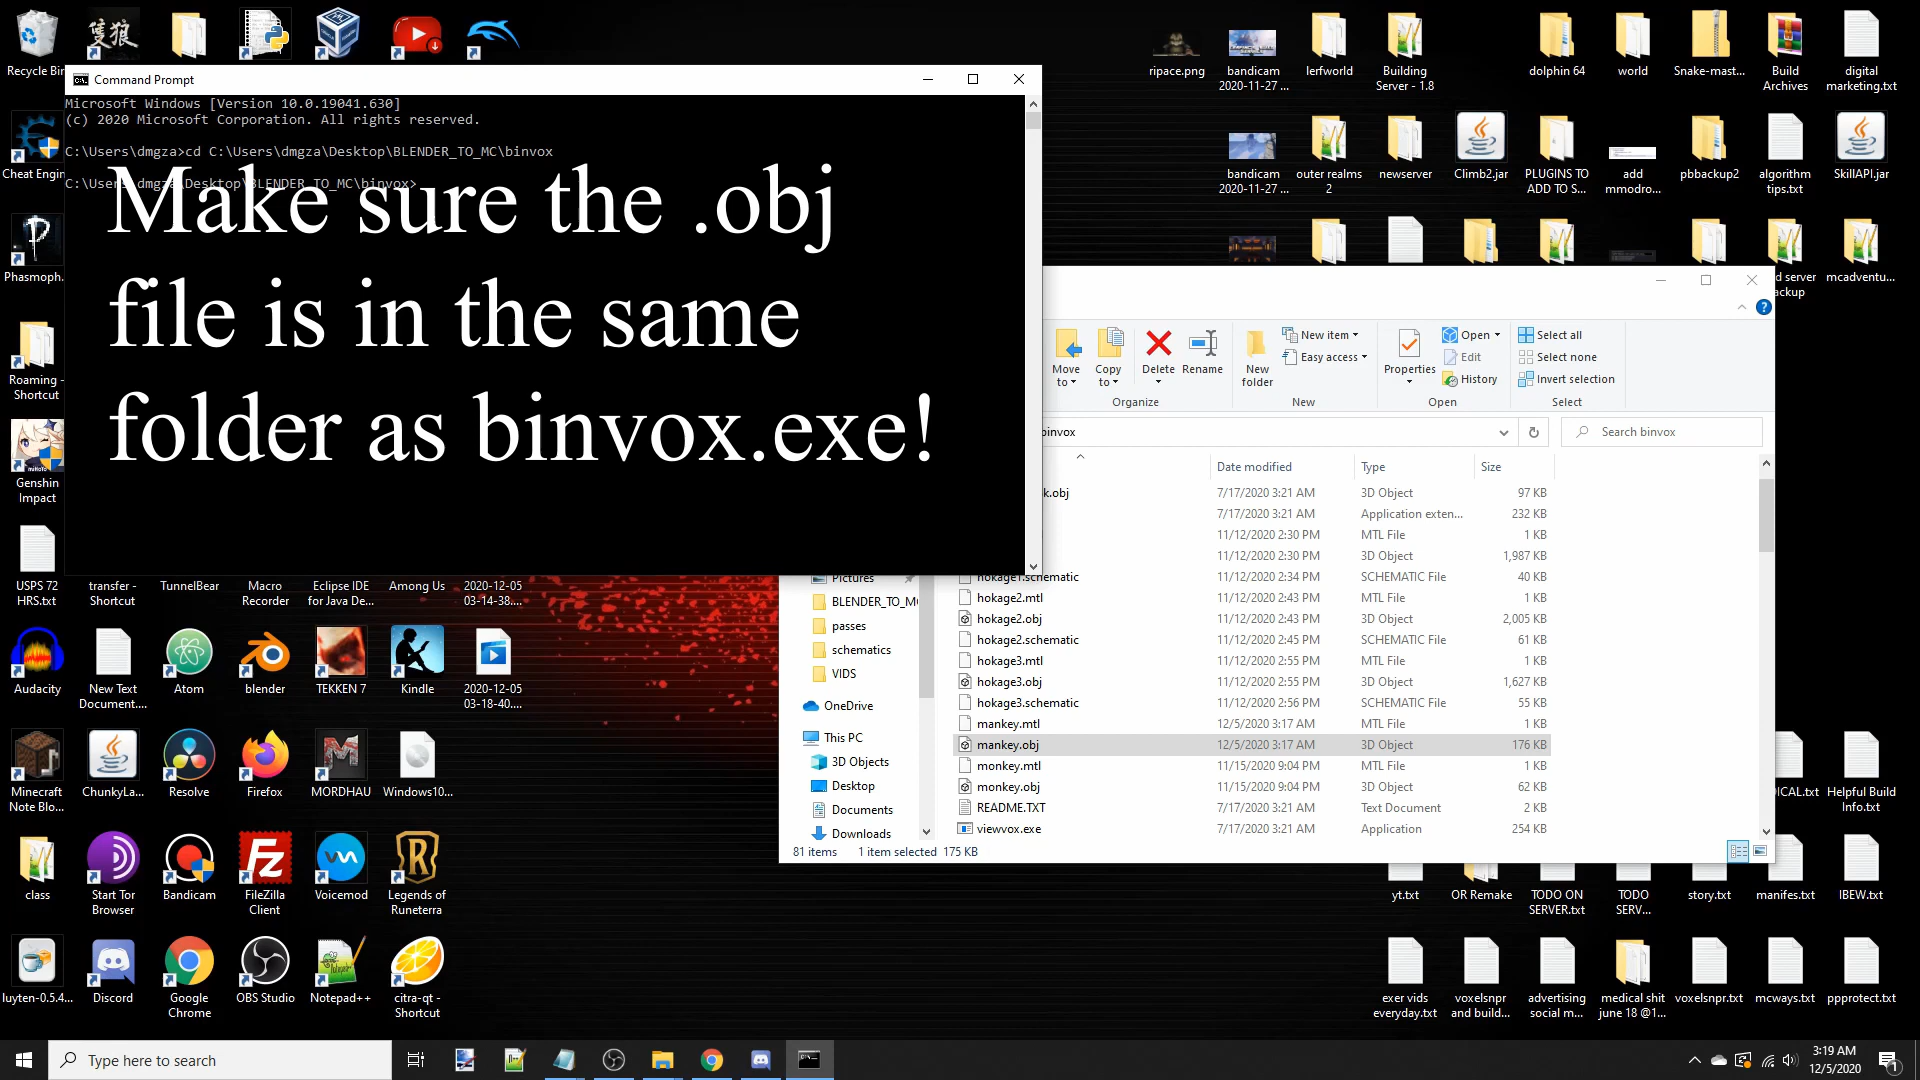 Recycle Bin
Command Prompt
Microsoft Windows [Version 10.0.19041.630]
(c) 2020 Microsoft Corporation. All rights reserved.
C:\Users\dmgza>cd C:\Users\dmgza\Desktop\BLENDER_TO_MC\binvox
C:\Users\dmgza\Desktop\BLENDER_TO_MC\binvox>
Make sure the .obj
file is in the same
folder as binvox.exe!
ripace.png
bandicam
2020-11-27 ...
lerfworld
Building
Server - 1.8
dolphin 64
world
Snake-mast...
Build
Archives
digital
marketing.txt
Cheat Engin
bandicam
2020-11-27 ...
outer realms
2
newserver
Climb2.jar
PLUGINS TO
ADD TO S...
add
mmodro...
pbbackup2
algorithm
tips.txt
SkillAPI.jar
Phasmoph.
d server
ackup
mcadventu...
Move
to
Copy
to
Delete
Rename
Organize
New
folder
New item
Easy access
New
Properties
Open
Edit
History
Open
Select all
Select none
Invert selection
Select
binvox
Search binvox
Date modified
Type
Size
k.obj 7/17/2020 3:21 AM 3D Object 97 KB
7/17/2020 3:21 AM Application exten... 232 KB
11/12/2020 2:30 PM MTL File 1 KB
11/12/2020 2:30 PM 3D Object 1,987 KB
hokage1.schematic 11/12/2020 2:34 PM SCHEMATIC File 40 KB
hokage2.mtl 11/12/2020 2:43 PM MTL File 1 KB
hokage2.obj 11/12/2020 2:43 PM 3D Object 2,005 KB
hokage2.schematic 11/12/2020 2:45 PM SCHEMATIC File 61 KB
hokage3.mtl 11/12/2020 2:55 PM MTL File 1 KB
hokage3.obj 11/12/2020 2:55 PM 3D Object 1,627 KB
hokage3.schematic 11/12/2020 2:56 PM SCHEMATIC File 55 KB
mankey.mtl 12/5/2020 3:17 AM MTL File 1 KB
mankey.obj 12/5/2020 3:17 AM 3D Object 176 KB
monkey.mtl 11/15/2020 9:04 PM MTL File 1 KB
monkey.obj 11/15/2020 9:04 PM 3D Object 62 KB
README.TXT 7/17/2020 3:21 AM Text Document 2 KB
viewvox.exe 7/17/2020 3:21 AM Application 254 KB
Pictures
BLENDER_TO_MC
passes
schematics
VIDS
OneDrive
This PC
3D Objects
Desktop
Documents
Downloads
81 items 1 item selected 175 KB
Roaming -
Shortcut
Genshin
Impact
USPS 72
HRS.txt
transfer -
Shortcut
TunnelBear
Macro
Recorder
Eclipse IDE
for Java De...
Among Us
2020-12-05
03-14-38....
Audacity
New Text
Document....
Atom
blender
TEKKEN 7
Kindle
2020-12-05
03-18-40....
Minecraft
Note Blo...
ChunkyLa...
Resolve
Firefox
MORDHAU
Windows10...
DICAL.txt
Helpful Build
Info.txt
class
Start Tor
Browser
Bandicam
FileZilla
Client
Voicemod
Legends of
Runeterra
yt.txt
OR Remake
TODO ON
SERVER.txt
TODO
SERV...
story.txt
manifes.txt
IBEW.txt
luyten-0.5.4...
Discord
Google
Chrome
OBS Studio
Notepad++
citra-qt -
Shortcut
exer vids
everyday.txt
voxelsnpr
and build...
advertising
social m...
medical shit
june 18 @1...
voxelsnpr.txt
mcways.txt
ppprotect.txt
Type here to search
3:19 AM
12/5/2020
1